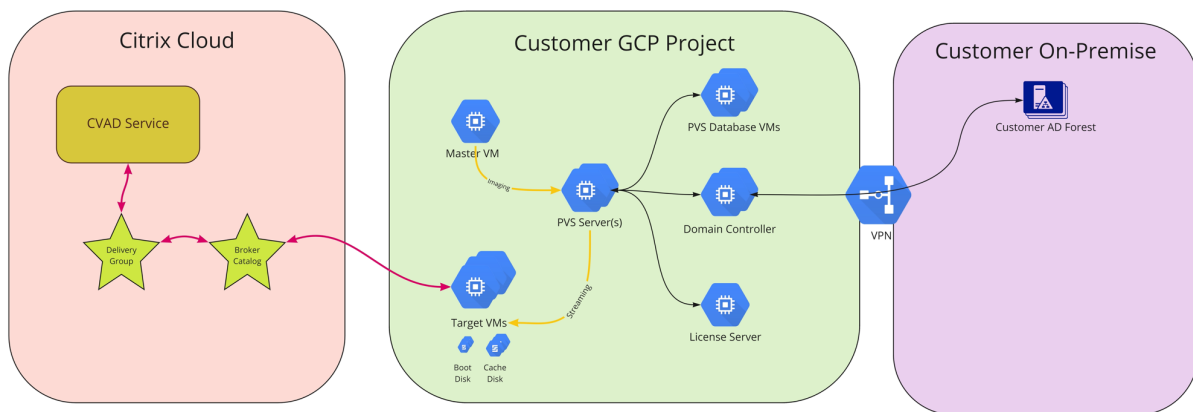 Citrix Cloud
CVAD Service
Delivery
Group
Broker
Catalog
Customer GCP Project
Master VM
Imaging
PVS Server(s)
Streaming
Target VMs
Boot
Disk
Cache
Disk
PVS Database VMs
Domain Controller
License Server
VPN
Customer On-Premise
Customer AD Forest